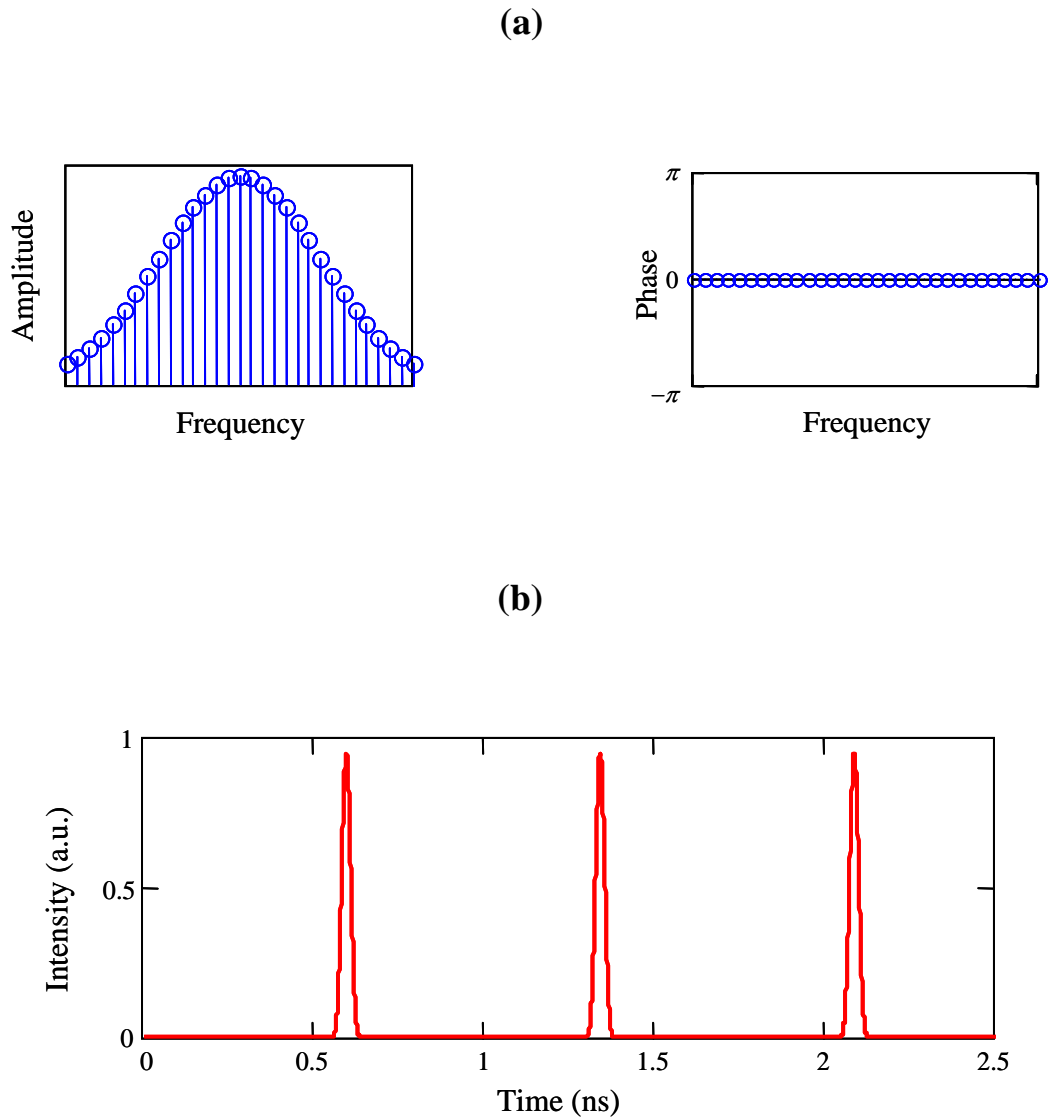 (a)
Amplitude
Frequency
π
0
−π
Phase
Frequency
(b)
1
0.5
0
Intensity (a.u.)
0 0.5 1 1.5 2 2.5
Time (ns)